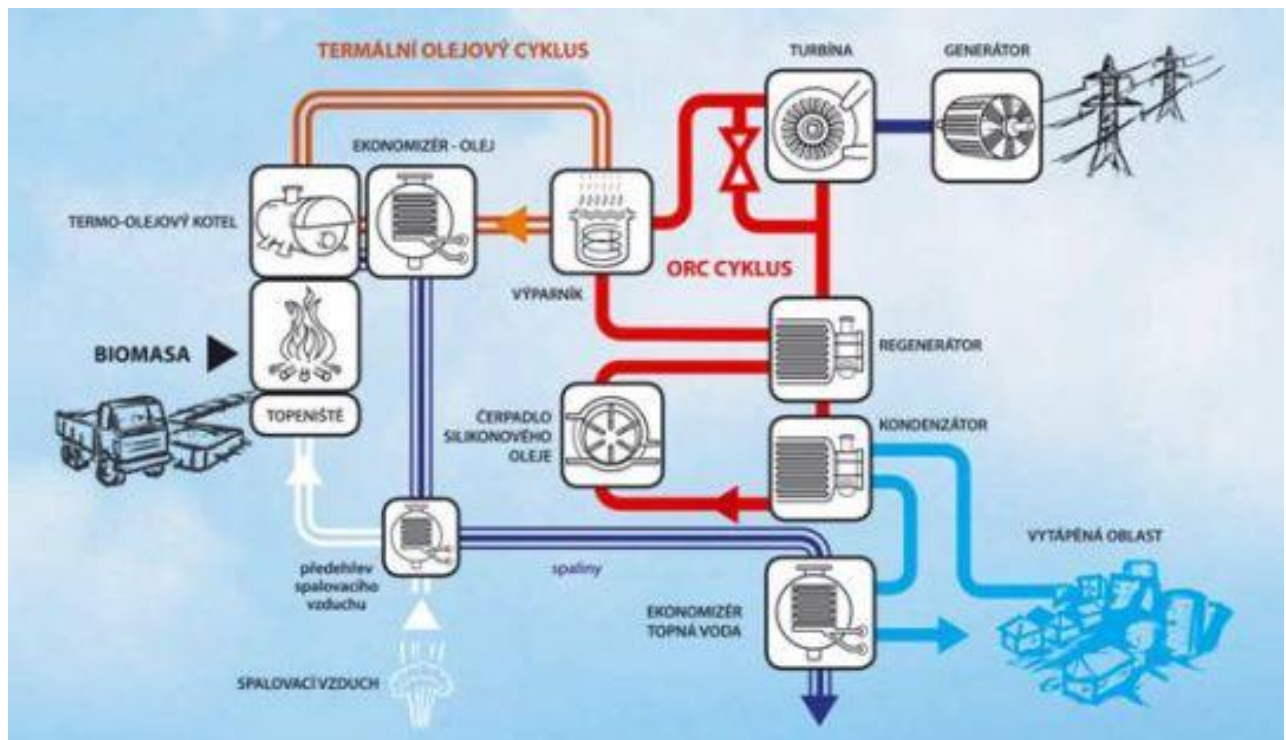 TERMÁLNÍ OLEJOVÝ CYKLUS
TURBÍNA
GENERÁTOR
EKONOMIZÉR - OLEJ
TERMO-OLEJOVÝ KOTEL
ORC CYKLUS
VÝPARNÍK
BIOMASA
REGENERÁTOR
TOPENIŠTĚ
ČERPADLO
SILIKONOVÉHO
OLEJE
KONDENZÁTOR
VYTÁPĚNÁ OBLAST
předehřev
spalovacího
vzduchu
spaliny
EKONOMIZÉR
TOPNÁ VODA
SPALOVACÍ VZDUCH